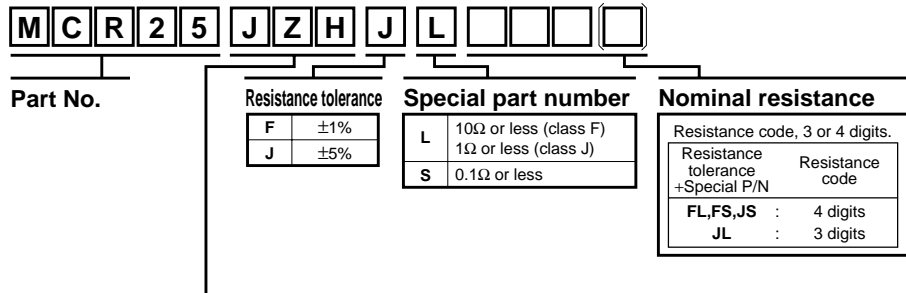 MCR25 JZH J L
Part No.
Resistance tolerance
F ±1%
J ±5%
Special part number
L 10Ω or less (class F)
1Ω or less (class J)
S 0.1Ω or less
Nominal resistance
Resistance code, 3 or 4 digits.
Resistance
tolerance
+Special P/N
Resistance
code
FL,FS,JS : 4 digits
JL : 3 digits